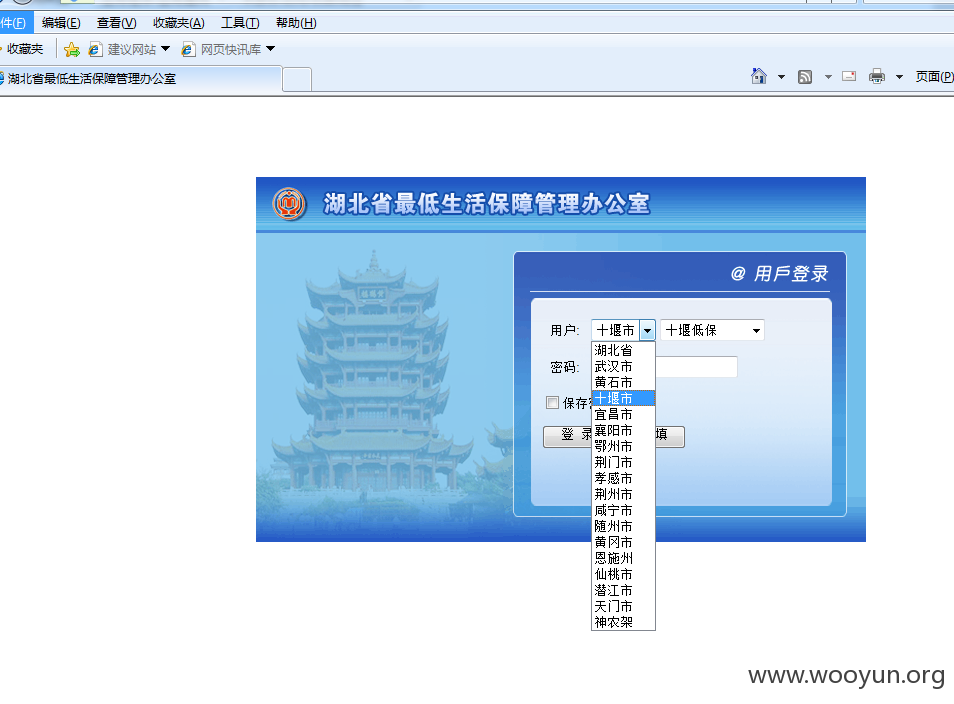 件(F) 编辑(E) 查看(V) 收藏夹(A) 工具(T) 帮助(H)
收藏夹 建议网站 网页快讯库
湖北省最低生活保障管理办公室 页面(P)
湖北省最低生活保障管理办公室
@ 用戶登录
用户: 十堰市 十堰低保
密码:
保存
登 录 填
湖北省
武汉市
黄石市
十堰市
宜昌市
襄阳市
鄂州市
荆门市
孝感市
荆州市
咸宁市
随州市
黄冈市
恩施州
仙桃市
潜江市
天门市
神农架
www.wooyun.org